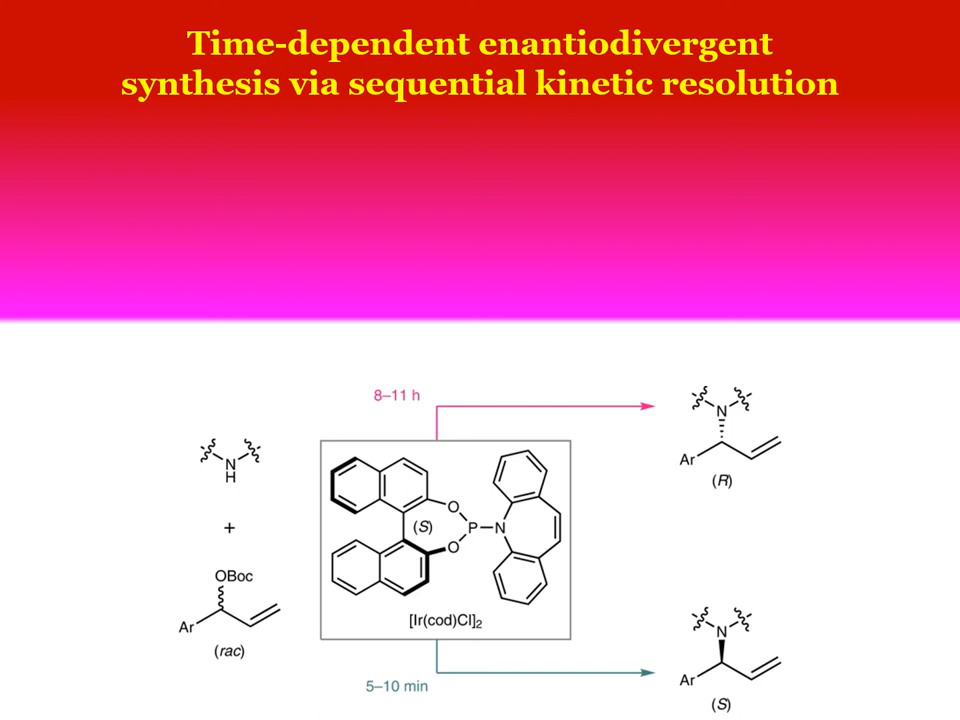 Time-dependent enantiodivergent
synthesis via sequential kinetic resolution
8–11 h
N
H
+
OBoc
Ar
(rac)
(S)
O
P
N
O
[Ir(cod)Cl]2
5–10 min
N
Ar
(R)
N
Ar
(S)